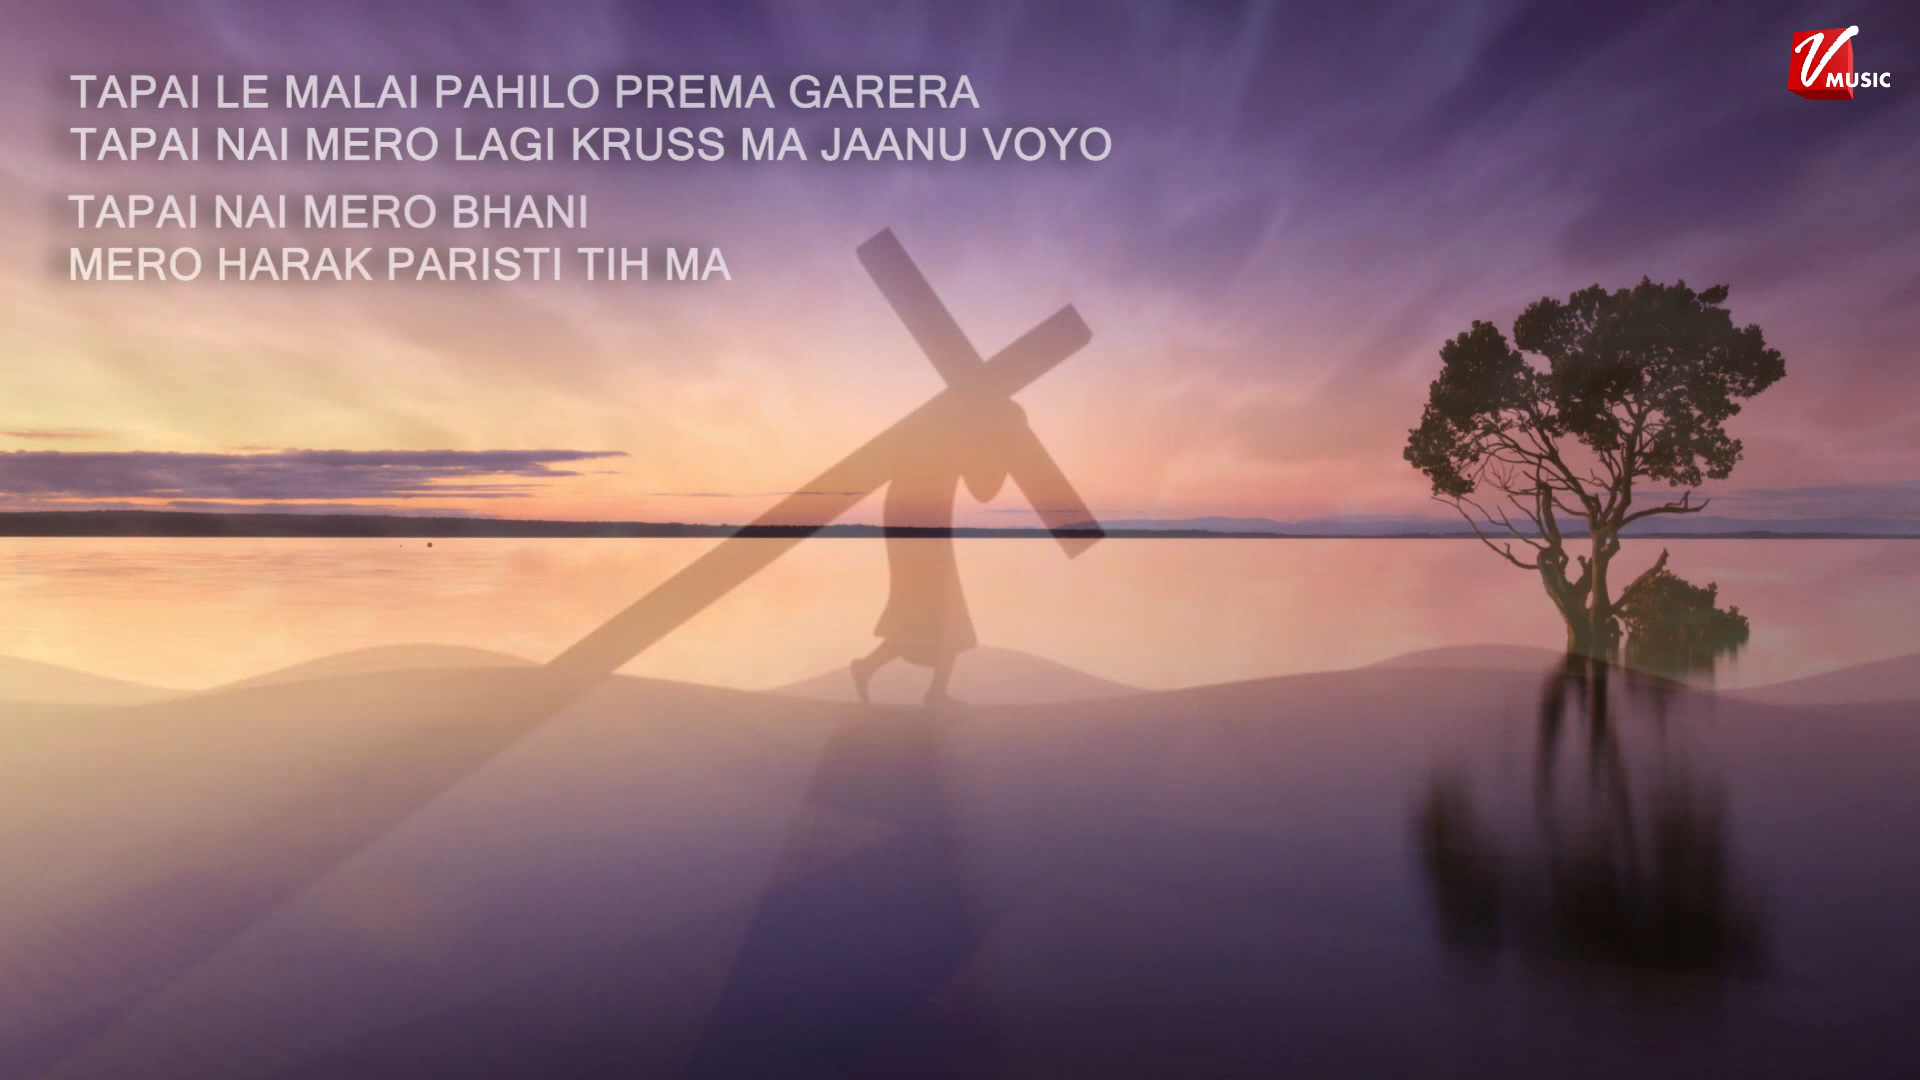 TAPAI LE MALAI PAHILO PREMA GARERA
TAPAI NAI MERO LAGI KRUSS MA JAANU VOYO
TAPAI NAI MERO BHANI
MERO HARAK PARISTI TIH MA
V MUSIC